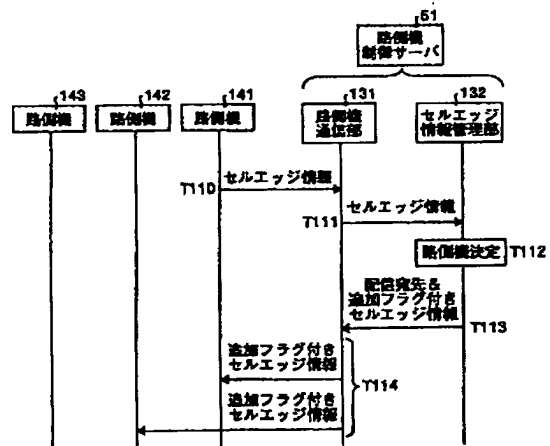 51
路側機
制御サーバ
143
142
141
131
132
路側機
路側機
路側機
路側機
通信部
セルエッジ
情報管理部
セルエッジ情報
T110
セルエッジ情報
T111
路側機決定
T112
配信宛先＆
追加フラグ付き
セルエッジ情報
T113
追加フラグ付き
セルエッジ情報
T114
追加フラグ付き
セルエッジ情報